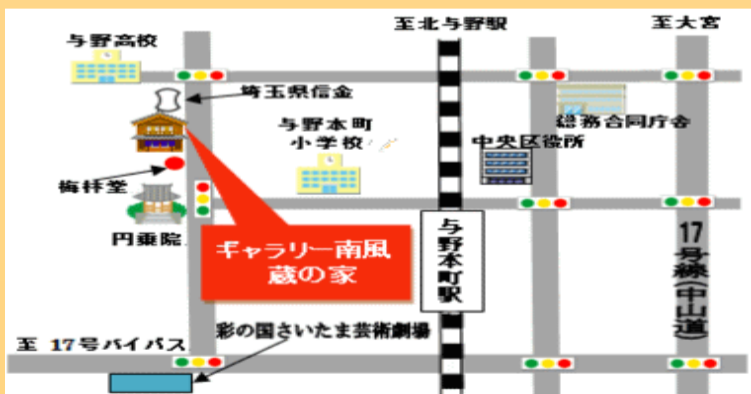 至北与野駅
至大宮
与野高校
埼玉県信金
総務合同庁舎
与野本町
小学校
中央区役所
梅林堂
円乗院
ギャラリー南風
蔵の家
与野本町駅
17号線(中山道)
彩の国さいたま芸術劇場
至 17号バイパス